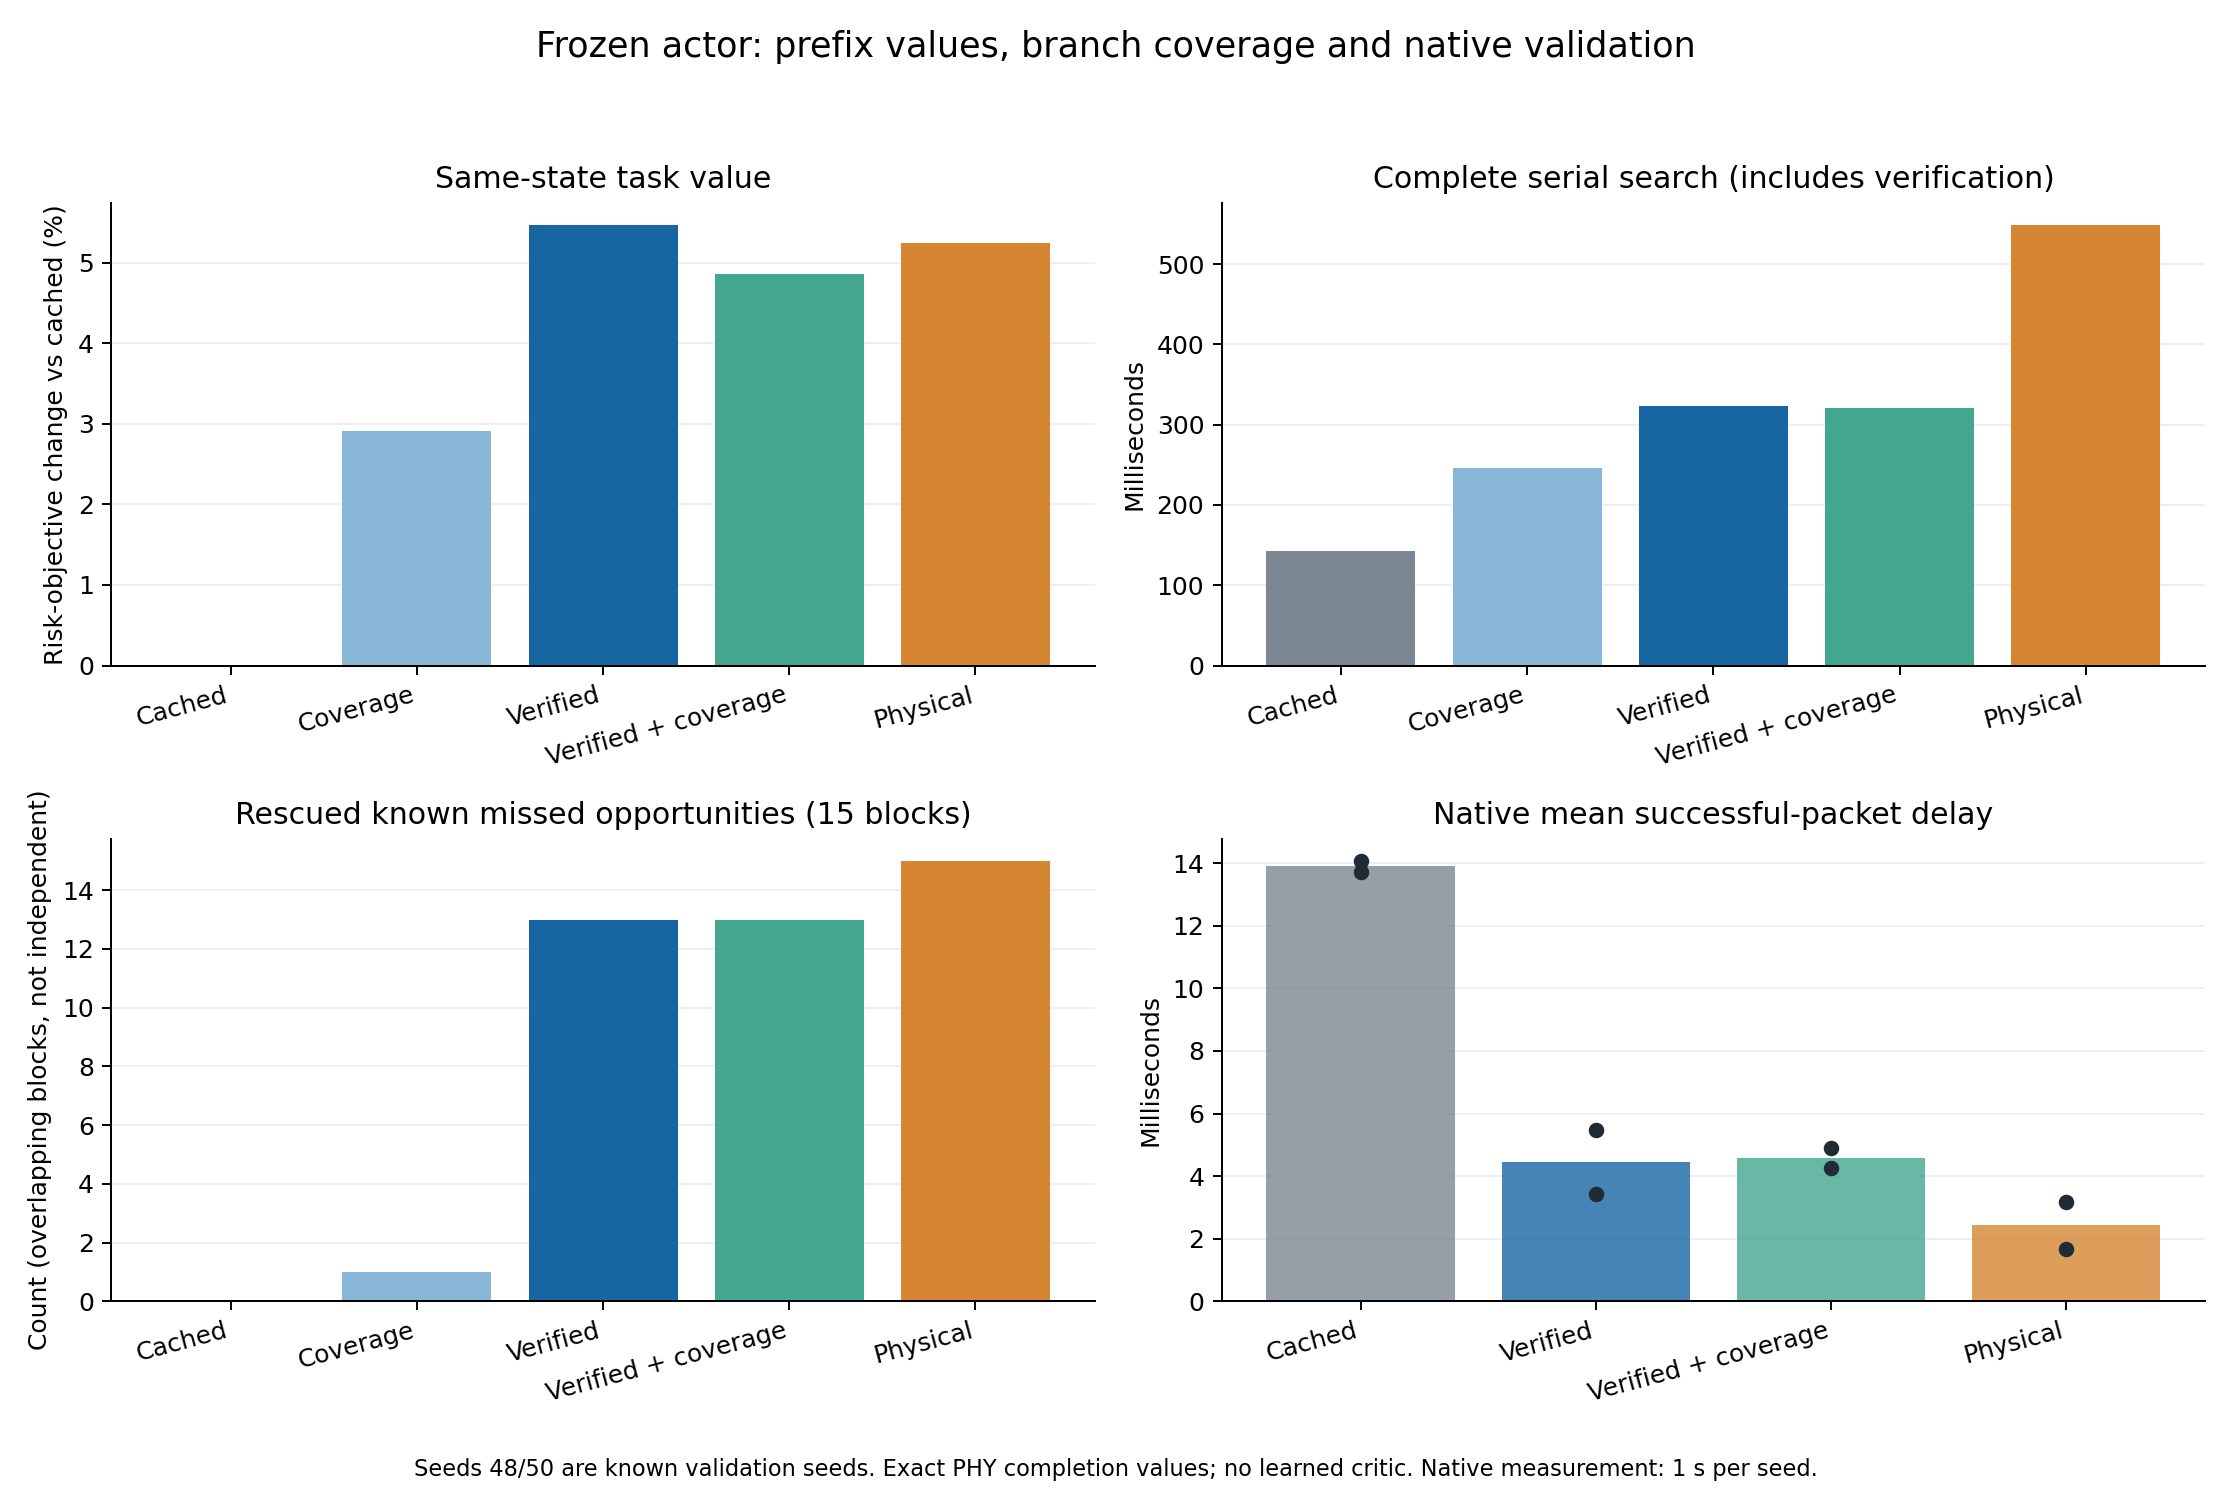 Frozen actor: prefix values, branch coverage and native validation
Same-state task value
Risk-objective change vs cached (%)
5
4
3
2
1
0
Cached
Coverage
Verified
Verified + coverage
Physical
Complete serial search (includes verification)
Milliseconds
500
400
300
200
100
0
Cached
Coverage
Verified
Verified + coverage
Physical
Rescued known missed opportunities (15 blocks)
Count (overlapping blocks, not independent)
14
12
10
8
6
4
2
0
Cached
Coverage
Verified
Verified + coverage
Physical
Native mean successful-packet delay
Milliseconds
14
12
10
8
6
4
2
0
Cached
Verified
Verified + coverage
Physical
Seeds 48/50 are known validation seeds. Exact PHY completion values; no learned critic. Native measurement: 1 s per seed.